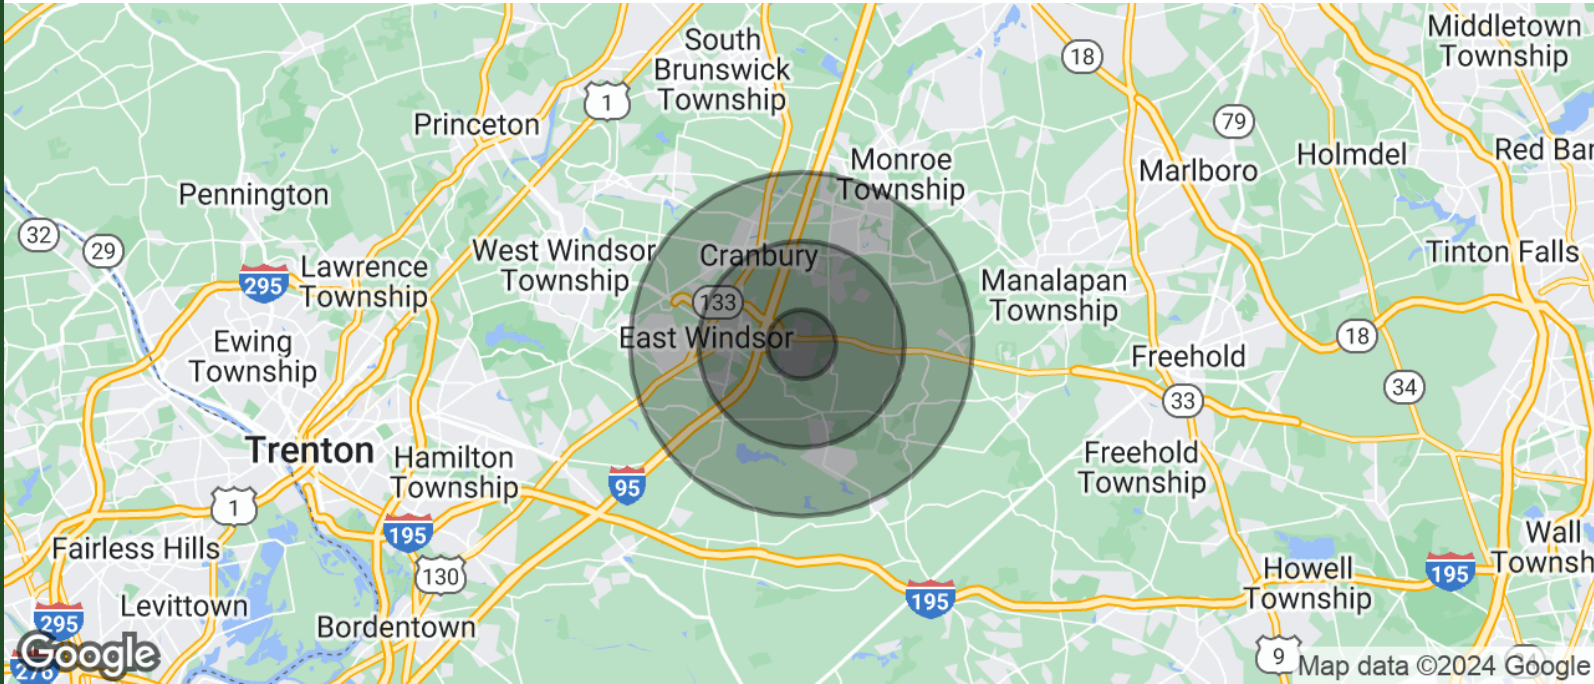 Middletown
Township
South
Brunswick
Township
18
1
79
Princeton
Holmdel
Red Bar
Monroe
Township
Marlboro
Pennington
32
29
West Windsor
Township
Cranbury
Tinton Falls
Lawrence
Township
295
Manalapan
Township
133
East Windsor
Ewing
Township
18
Freehold
34
33
Trenton
Hamilton
Township
Freehold
Township
95
1
195
Fairless Hills
130
Wall
Townsh
Howell
Township
195
195
Levittown
295
Bordentown
Google
276
9
Map data ©2024 Google